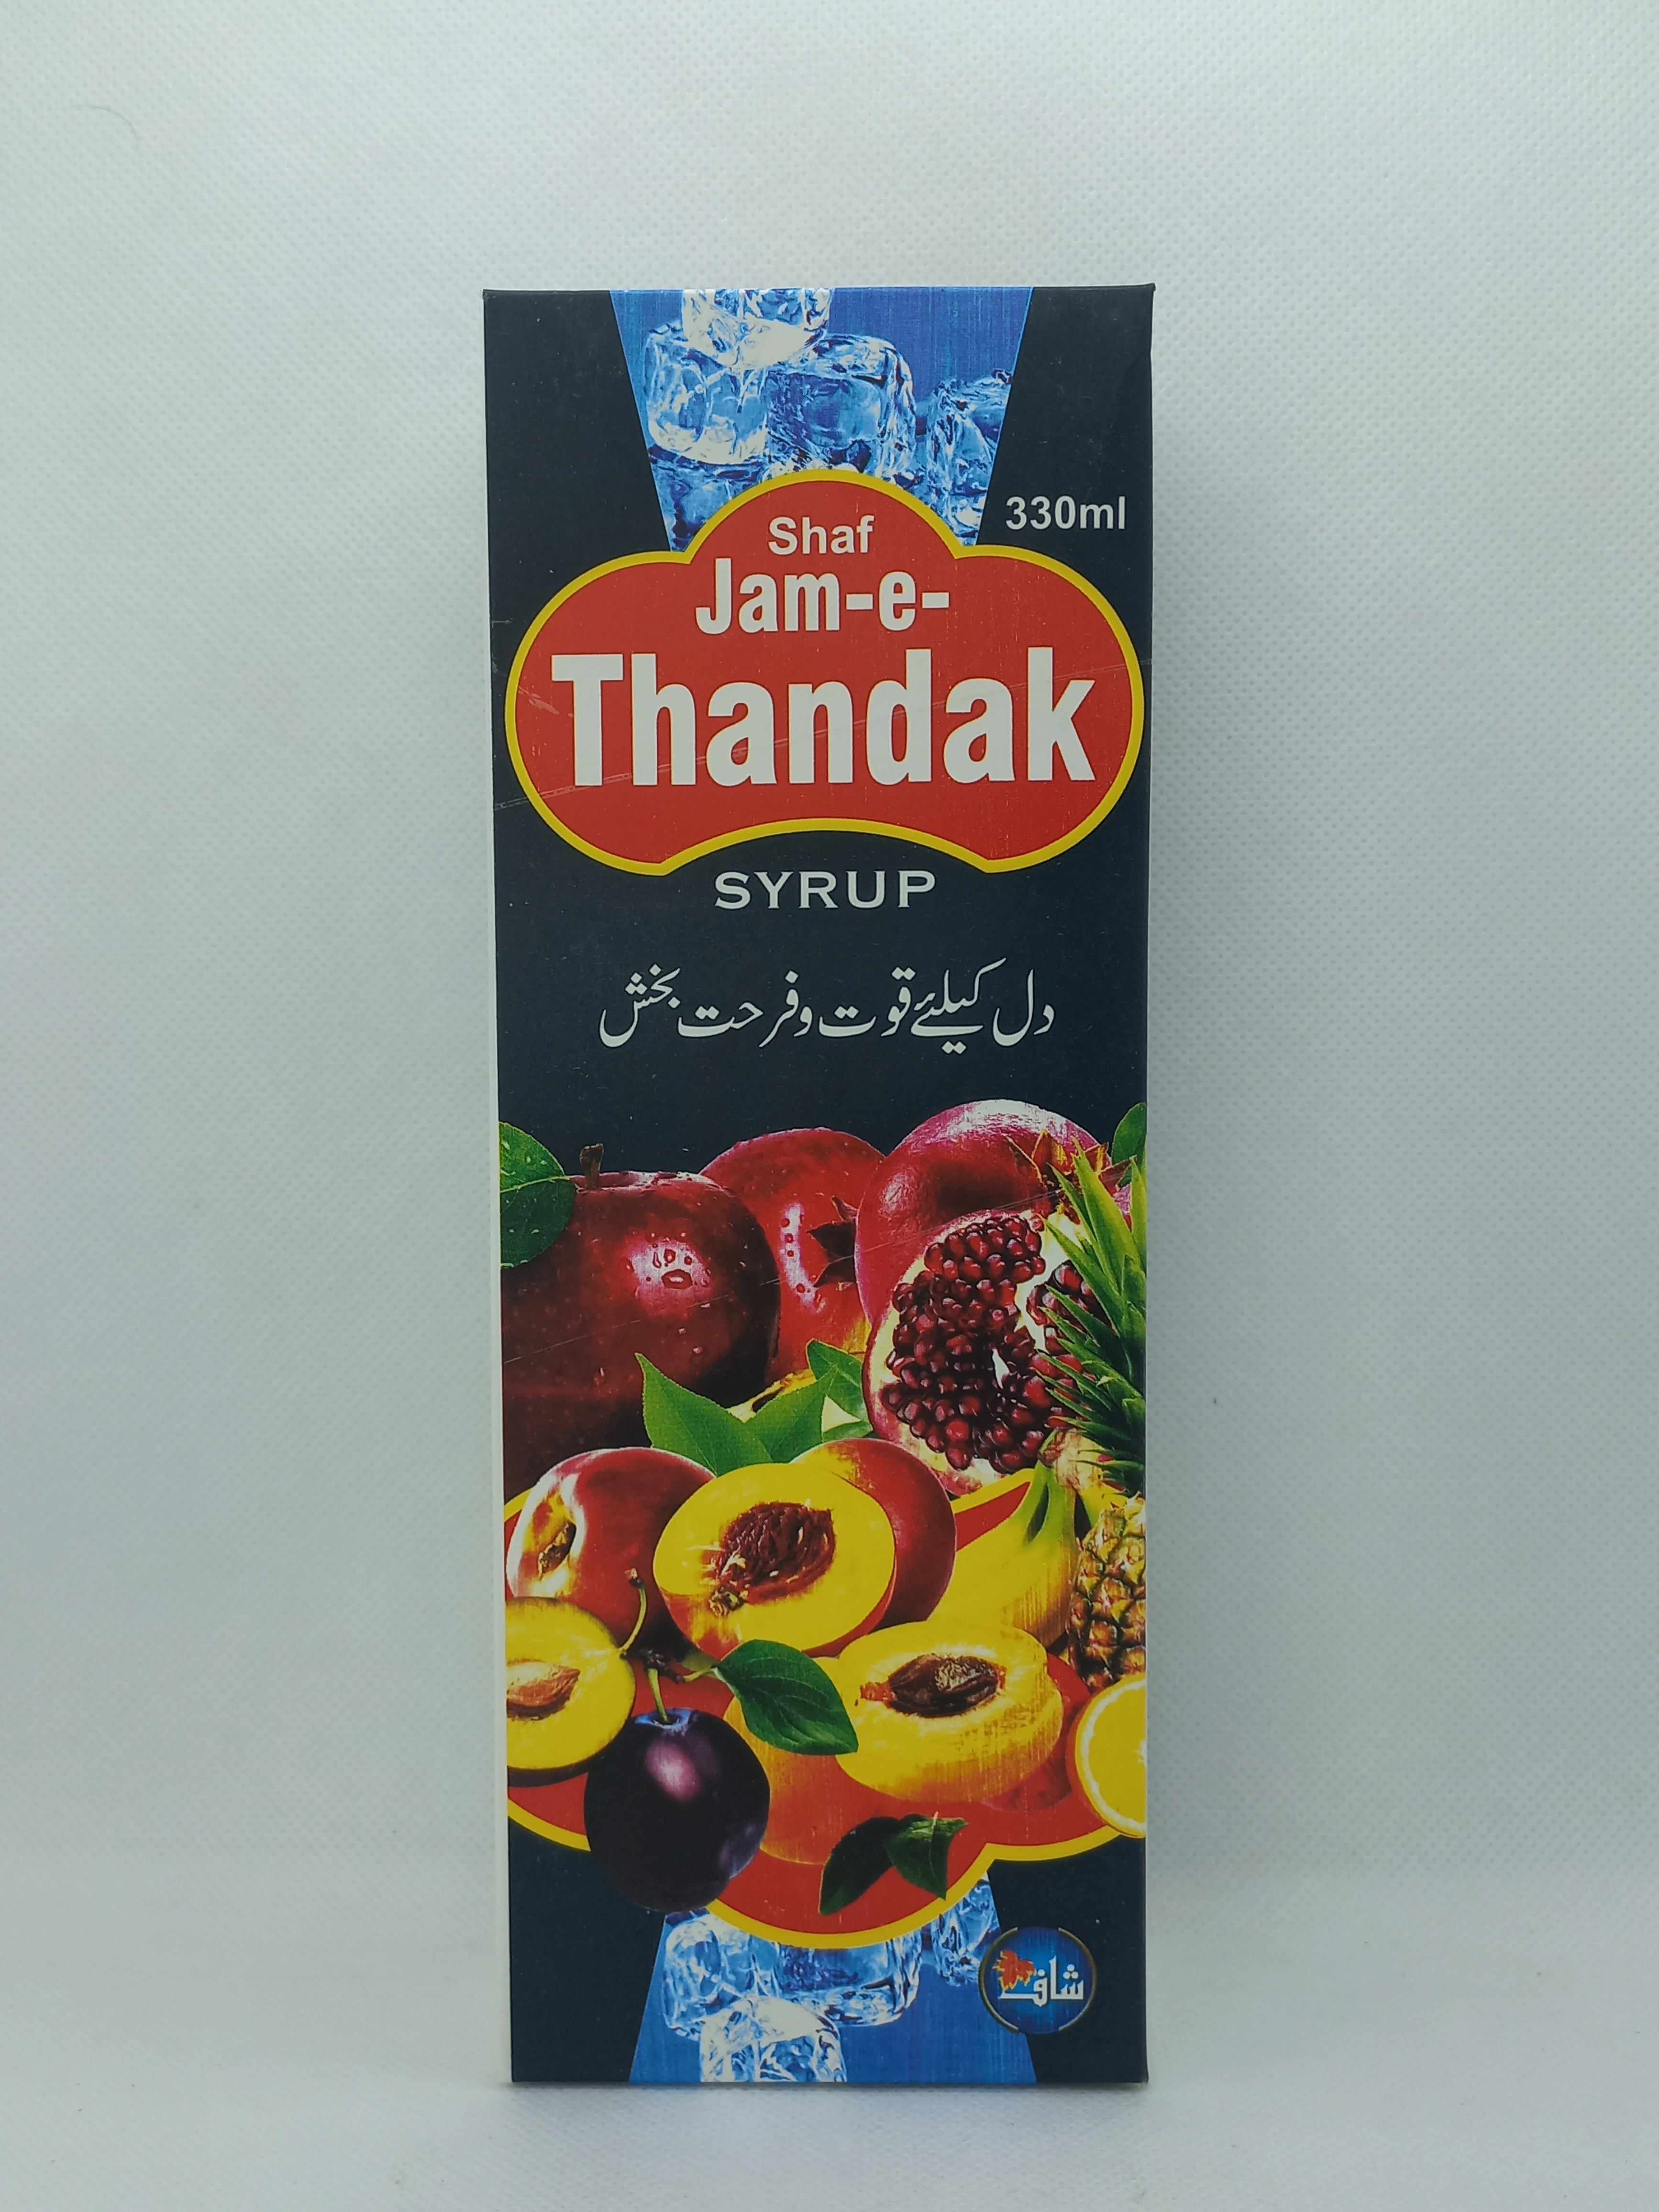 330ml
Shaf
Jam-e-
Thandak
SYRUP
دل کیلئے قوت و فرحت بخش
شاف